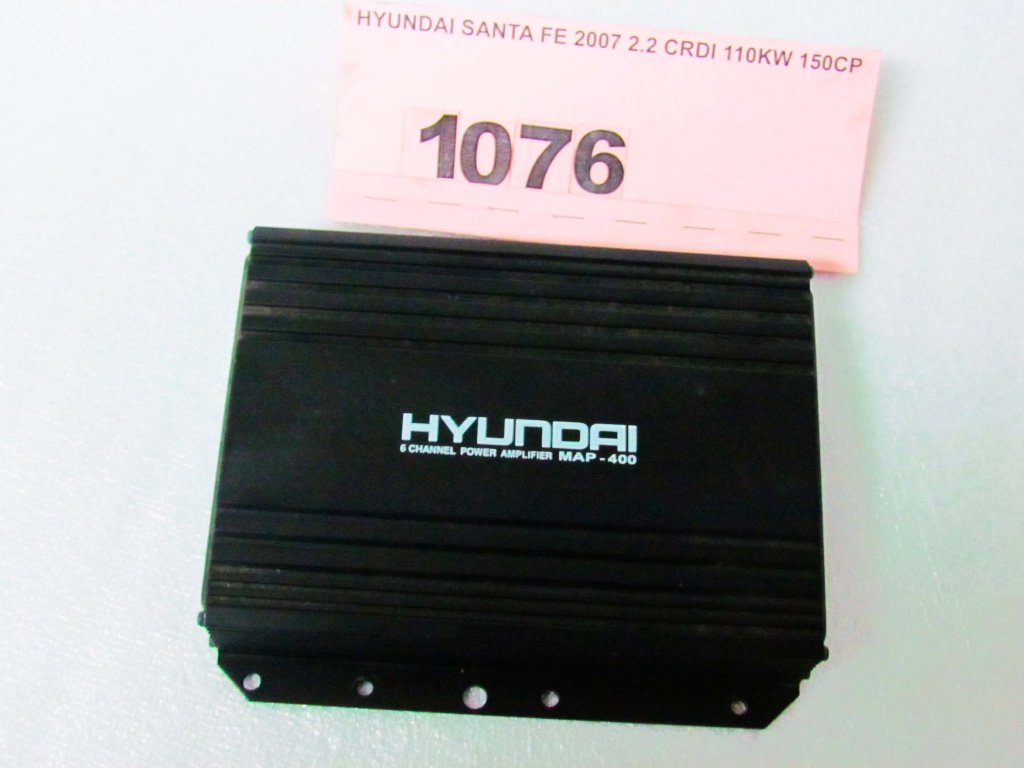 HYUNDAI SANTA FE 2007 2.2 CRDI 110KW 150CP
1076
HYUNDAI
6 CHANNEL POWER AMPLIFIER MAP-400